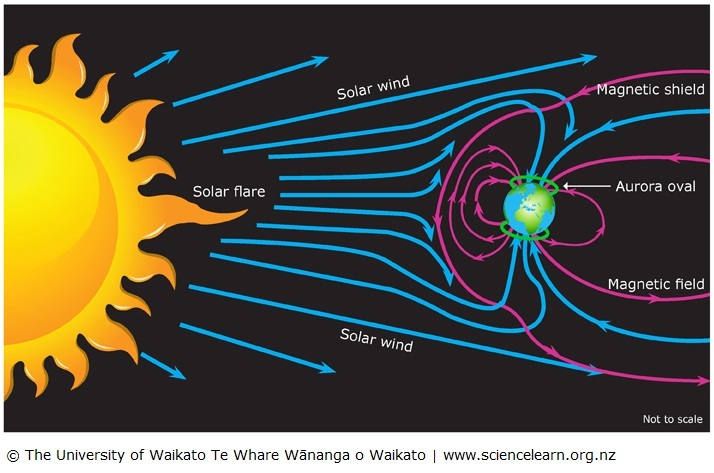 Solar wind
Magnetic shield
Solar flare
Aurora oval
Magnetic field
Solar wind
Not to scale
© The University of Waikato Te Whare Wānanga o Waikato | www.sciencelearn.org.nz